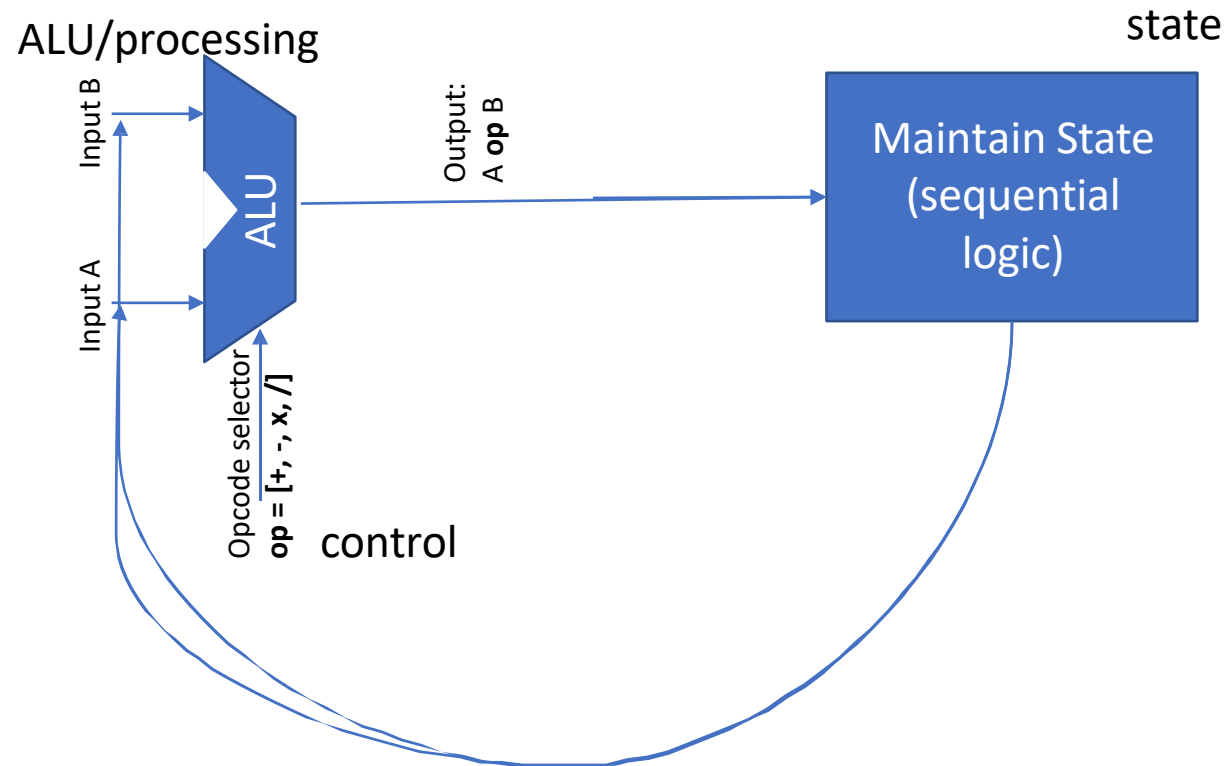 ALU/processing
state
Input B
Input A
ALU
Output:
A op B
Maintain State
(sequential
logic)
Opcode selector
op = [+, -, x, /]
control